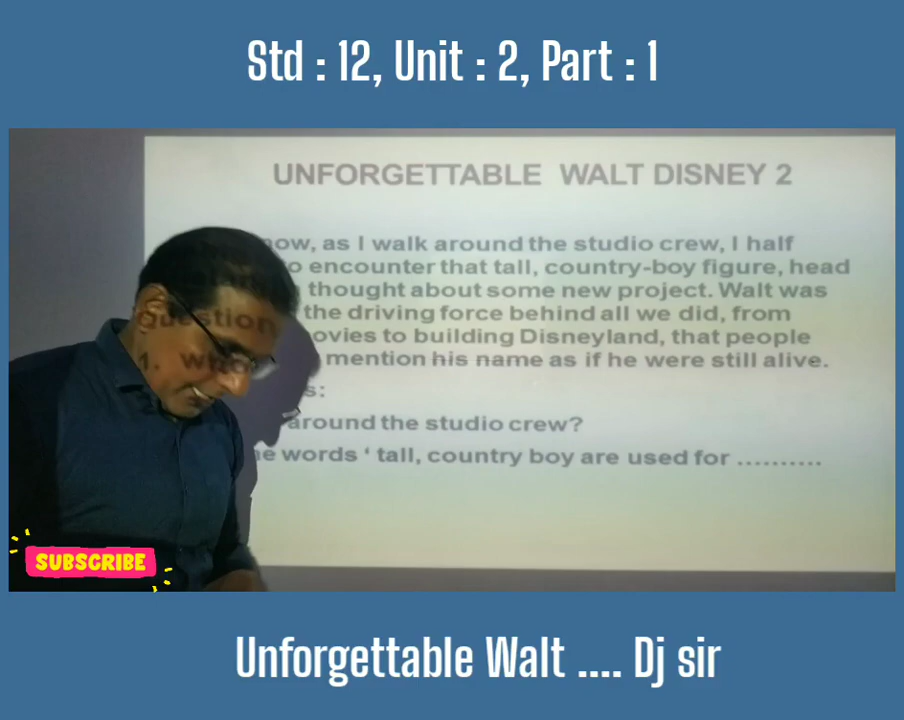 Std : 12, Unit : 2, Part : 1
UNFORGETTABLE WALT DISNEY 2
now, as I walk around the studio crew, I half
encounter that tall, country-boy figure, head
thought about some new project. Walt was
the driving force behind all we did, from
to building Disneyland, that people
mention his name as if he were still alive.
question
1.
around the studio crew?
words ‘ tall, country boy are used for ..........
SUBSCRIBE
Unforgettable Walt .... Dj sir